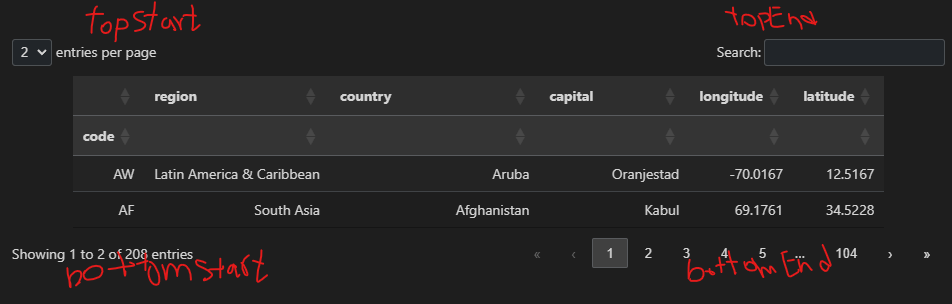 topStart topEnd
2 entries per page Search:
region country capital longitude latitude
code
AW Latin America & Caribbean Aruba Oranjestad -70.0167 12.5167
AF South Asia Afghanistan Kabul 69.1761 34.5228
Showing 1 to 2 of 208 entries « ‹ 1 2 3 4 5 ... 104 › »
bottomStart bottomEnd